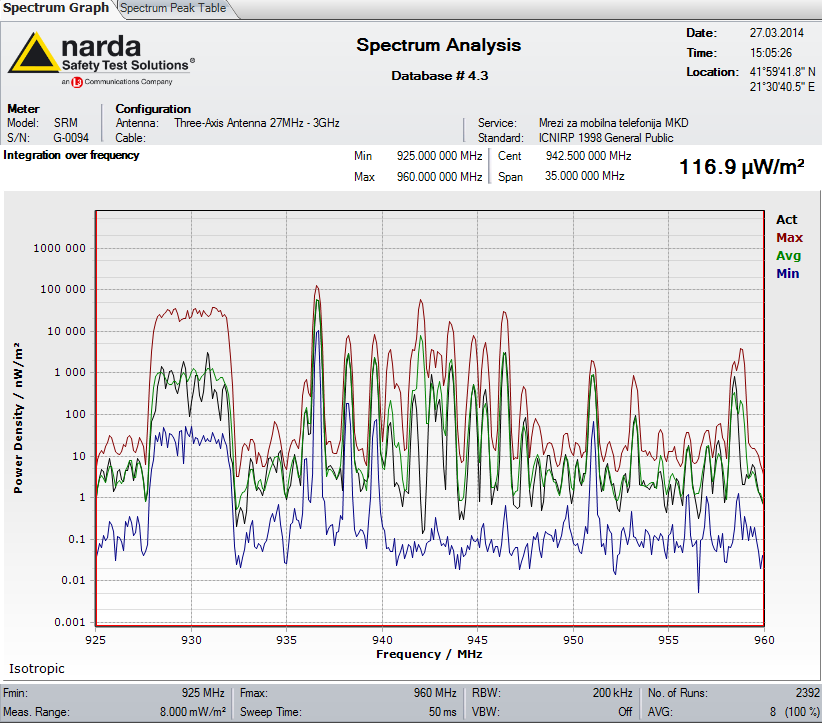 Spectrum Graph Spectrum Peak Table
narda
Safety Test Solutions®
an L3 Communications Company
Spectrum Analysis
Database # 4.3
Date: 27.03.2014
Time: 15:05:26
Location: 41°59'41.8" N
21°30'40.5" E
Meter Configuration
Model: SRM Antenna: Three-Axis Antenna 27MHz - 3GHz Service: Mrezi za mobilna telefonija MKD
S/N: G-0094 Cable: Standard: ICNIRP 1998 General Public
Integration over frequency Min 925.000 000 MHz Cent 942.500 000 MHz
Max 960.000 000 MHz Span 35.000 000 MHz
116.9 µW/m²
Act
Max
Avg
Min
Power Density / nW/m²
1000 000
100 000
10 000
1 000
100
10
1
0.1
0.01
0.001
925 930 935 940 945 950 955 960
Frequency / MHz
Isotropic
Fmin: 925 MHz Fmax: 960 MHz RBW: 200 kHz No. of Runs: 2392
Meas. Range: 8.000 mW/m² Sweep Time: 50 ms VBW: Off AVG: 8 (100 %)